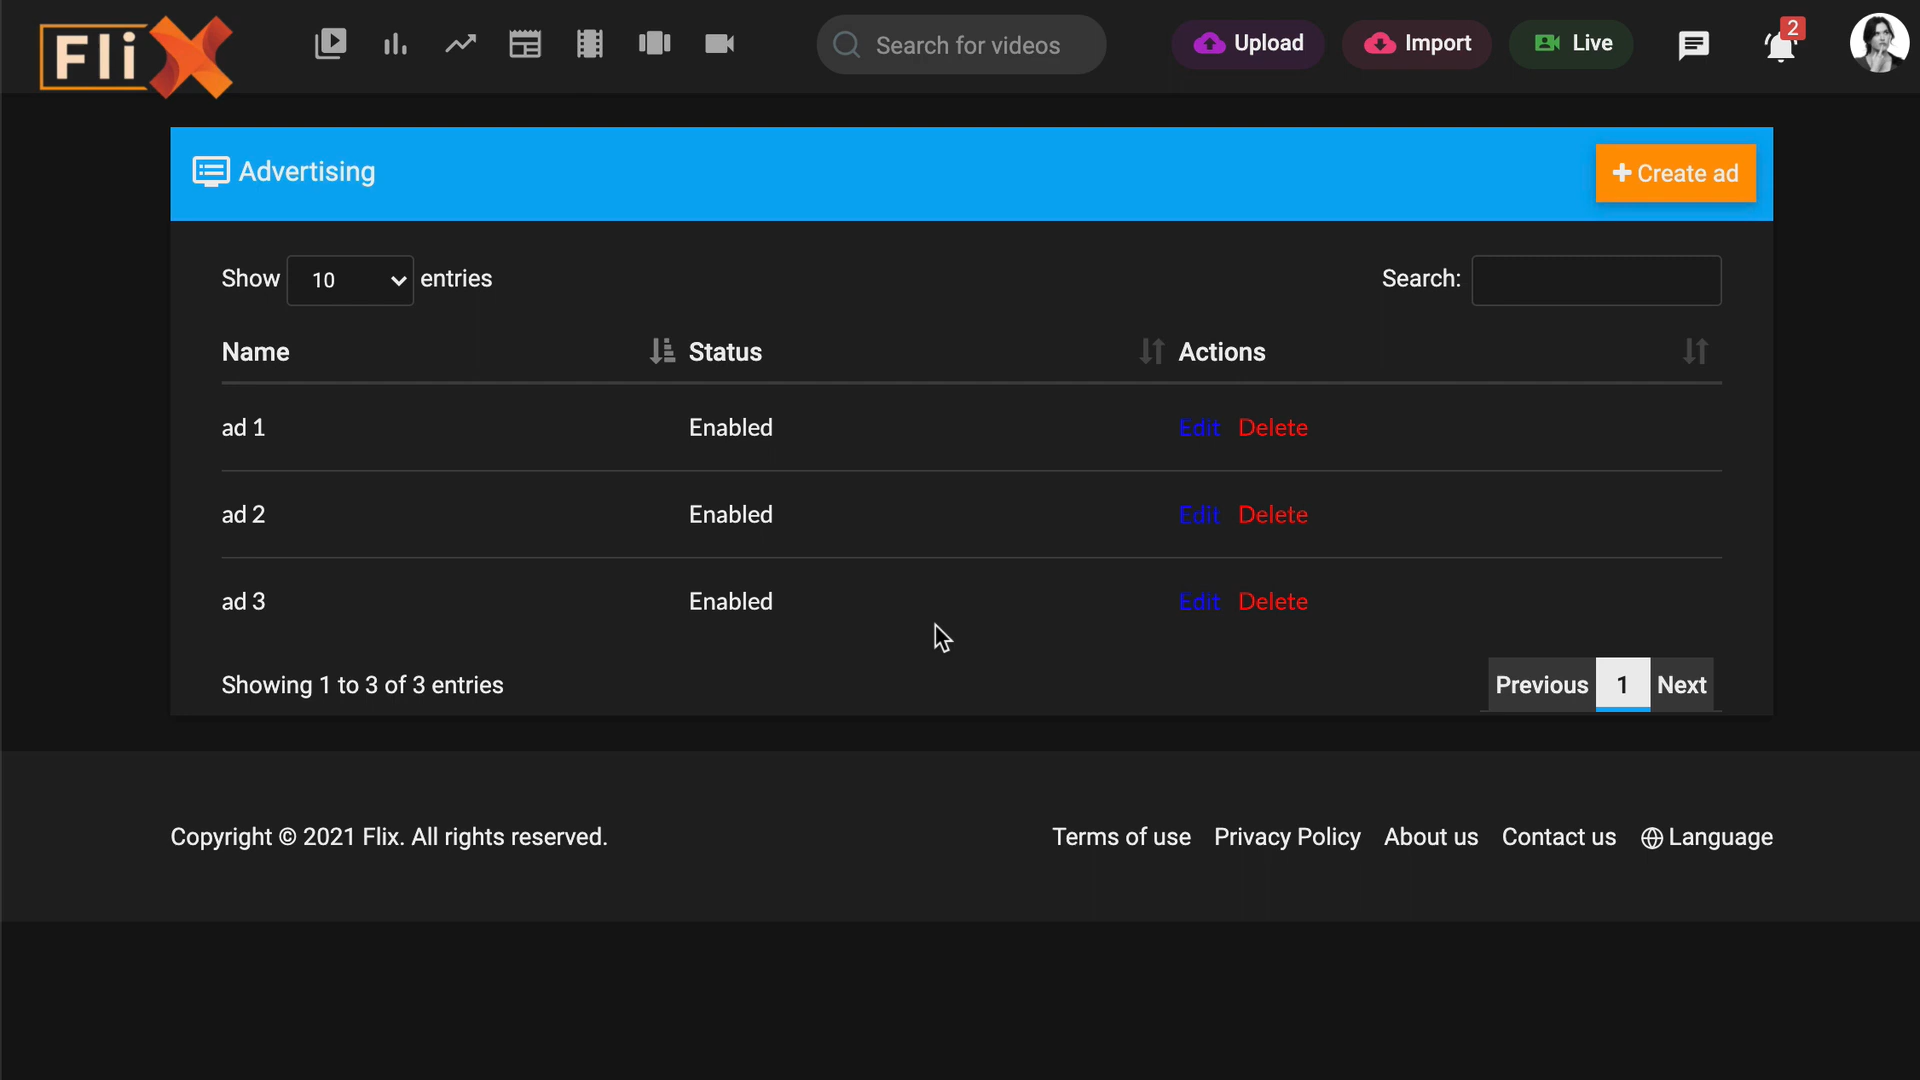 FliX
Search for videos
Upload
Import
Live
2
Advertising
Create ad
Show 10 entries
Search:
Name Status Actions
ad 1 Enabled Edit Delete
ad 2 Enabled Edit Delete
ad 3 Enabled Edit Delete
Showing 1 to 3 of 3 entries
Previous 1 Next
Copyright © 2021 Flix. All rights reserved.
Terms of use Privacy Policy About us Contact us Language